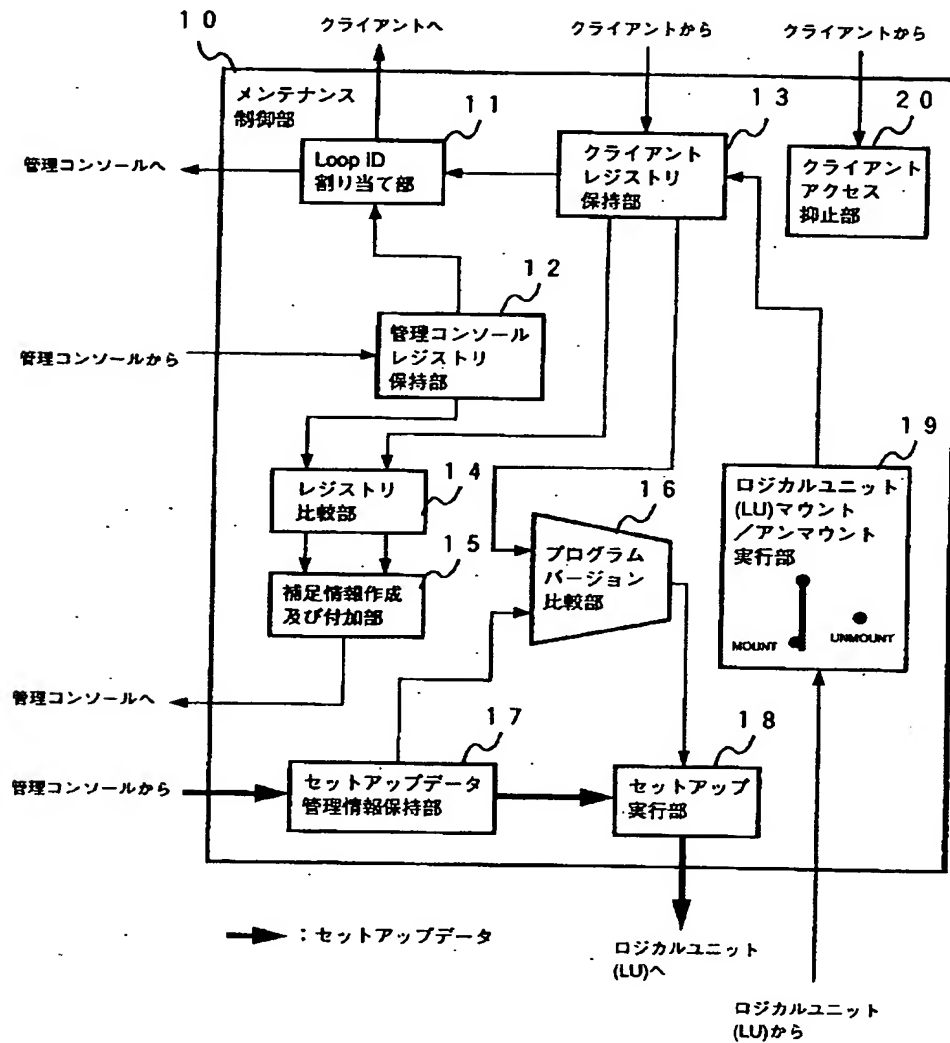 10
クライアントへ
クライアントから
クライアントから
メンテナンス
制御部
11
13
20
管理コンソールへ
Loop ID
割り当て部
クライアント
レジストリ
保持部
クライアント
アクセス
抑止部
12
管理コンソールから
管理コンソール
レジストリ
保持部
14
レジストリ
比較部
15
補足情報作成
及び付加部
16
プログラム
バージョン
比較部
19
ロジカルユニット
(LU)マウント
／アンマウント
実行部
MOUNT
UNMOUNT
管理コンソールへ
17
18
管理コンソールから
セットアップデータ
管理情報保持部
セットアップ
実行部
：セットアップデータ
ロジカルユニット
(LU)へ
ロジカルユニット
(LU)から